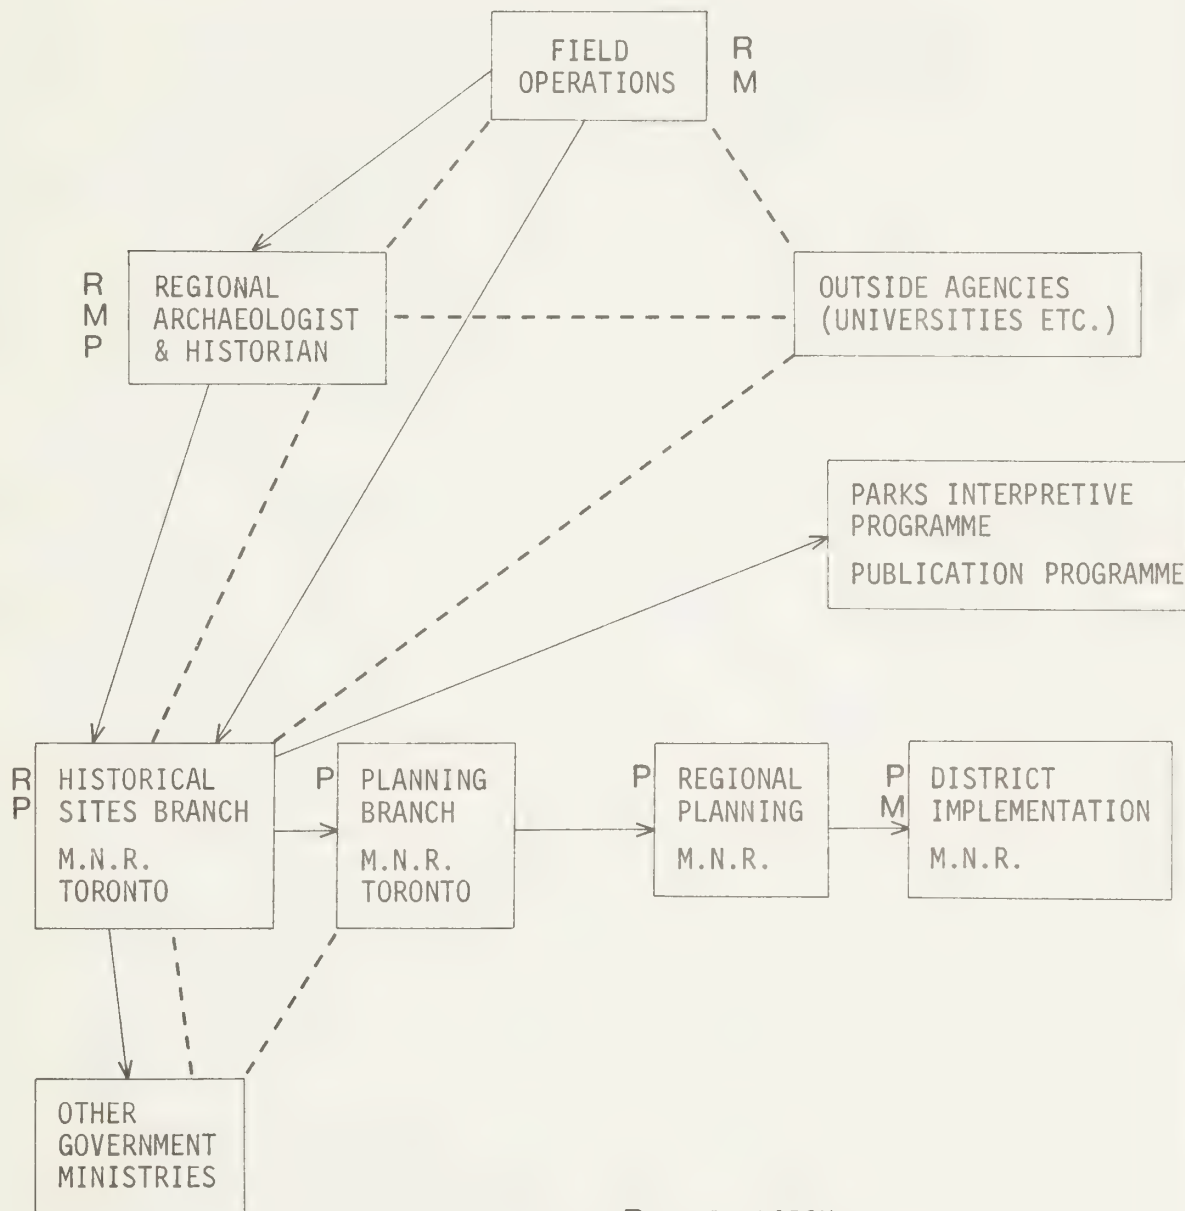 FIELD
OPERATIONS
R
M
R
M
P
REGIONAL
ARCHAEOLOGIST
& HISTORIAN
OUTSIDE AGENCIES
(UNIVERSITIES ETC.)
PARKS INTERPRETIVE
PROGRAMME
PUBLICATION PROGRAMME
R
P
HISTORICAL
SITES BRANCH
M.N.R.
TORONTO
P
PLANNING
BRANCH
M.N.R.
TORONTO
P
REGIONAL
PLANNING
M.N.R.
P
M
DISTRICT
IMPLEMENTATION
M.N.R.
OTHER
GOVERNMENT
MINISTRIES